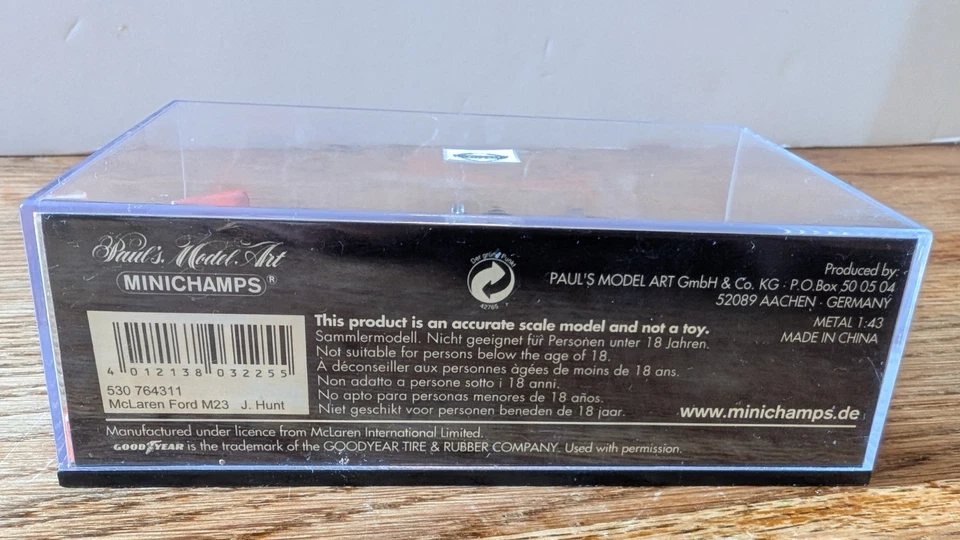 Paul's Model Art
MINICHAMPS®
Der grüne Punkt
42765 7
Produced by:
PAUL'S MODEL ART GmbH & Co. KG · P.O.Box 50 05 04
52089 AACHEN · GERMANY
METAL 1:43
MADE IN CHINA
4 012138 032255
530 764311
McLaren Ford M23 J. Hunt
This product is an accurate scale model and not a toy.
Sammlermodell. Nicht geeignet für Personen unter 18 Jahren.
Not suitable for persons below the age of 18.
À déconseiller aux personnes âgées de moins de 18 ans.
Non adatto a persone sotto i 18 anni.
No apto para personas menores de 18 años.
Niet geschikt voor personen beneden de 18 jaar.
www.minichamps.de
Manufactured under licence from McLaren International Limited.
GOODYEAR is the trademark of the GOODYEAR TIRE & RUBBER COMPANY. Used with permission.